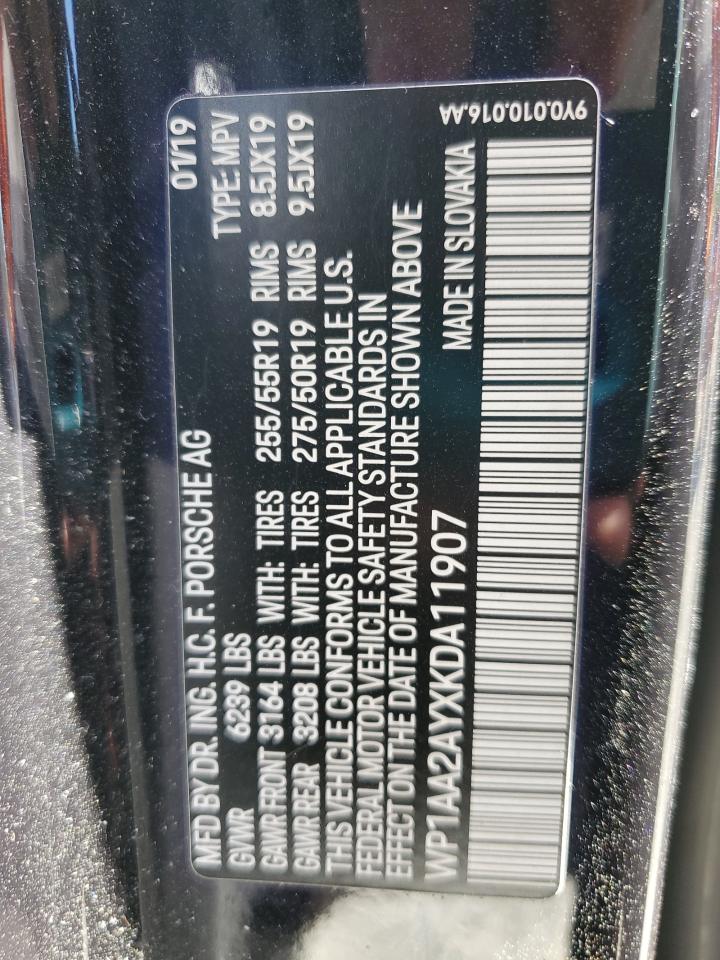 MFD BY DR. ING. H.C. F. PORSCHE AG 01/19
GVWR 6239 LBS TYPE: MPV
GAWR FRONT 3164 LBS WITH: TIRES 255/55R19 RIMS 8.5JX19
GAWR REAR 3208 LBS WITH: TIRES 275/50R19 RIMS 9.5JX19
THIS VEHICLE CONFORMS TO ALL APPLICABLE U.S.
FEDERAL MOTOR VEHICLE SAFETY STANDARDS IN
EFFECT ON THE DATE OF MANUFACTURE SHOWN ABOVE
WP1AA2AYXKDA11907 MADE IN SLOVAKIA
9Y0.010.016.AA